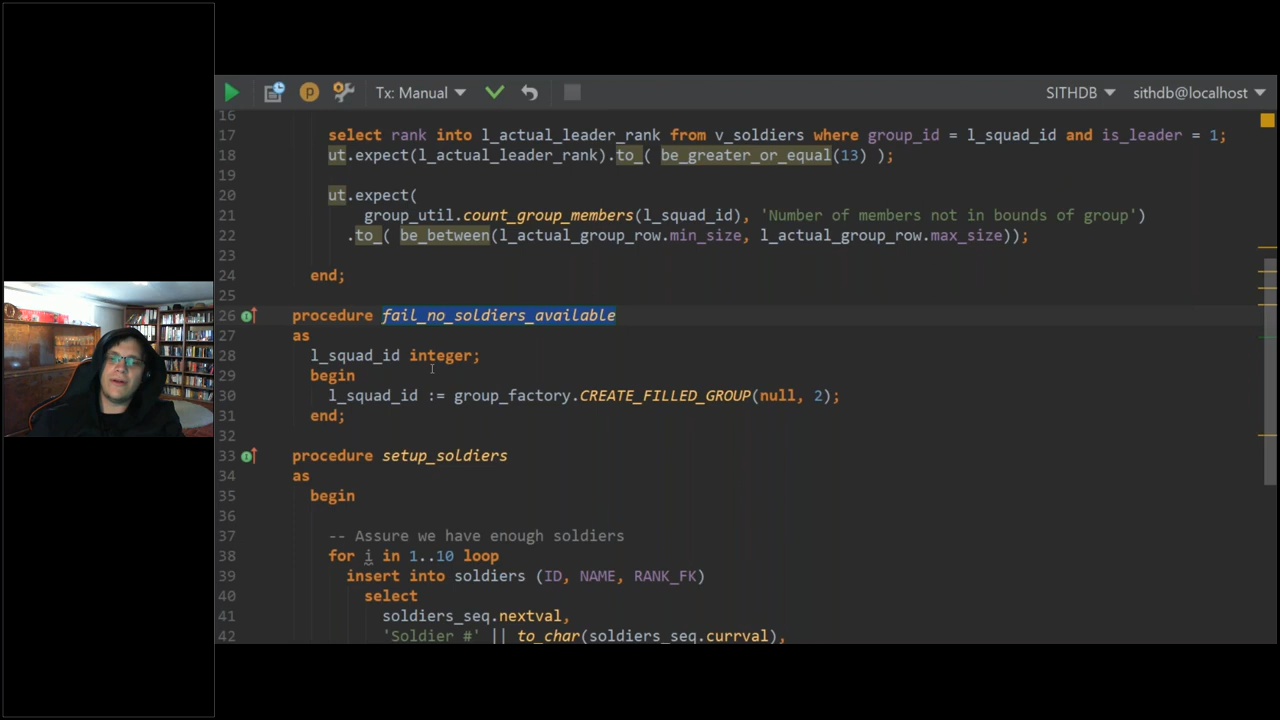 Tx: Manual
SITHDB
sithdb@localhost
16
17 select rank into l_actual_leader_rank from v_soldiers where group_id = l_squad_id and is_leader = 1;
18 ut.expect(l_actual_leader_rank).to_( be_greater_or_equal(13) );
19
20 ut.expect(
21 group_util.count_group_members(l_squad_id), 'Number of members not in bounds of group')
22 .to_( be_between(l_actual_group_row.min_size, l_actual_group_row.max_size));
23
24 end;
25
26 procedure fail_no_soldiers_available
27 as
28 l_squad_id integer;
29 begin
30 l_squad_id := group_factory.CREATE_FILLED_GROUP(null, 2);
31 end;
32
33 procedure setup_soldiers
34 as
35 begin
36
37 -- Assure we have enough soldiers
38 for i in 1..10 loop
39 insert into soldiers (ID, NAME, RANK_FK)
40 select
41 soldiers_seq.nextval,
42 'Soldier #' || to_char(soldiers_seq.currval),